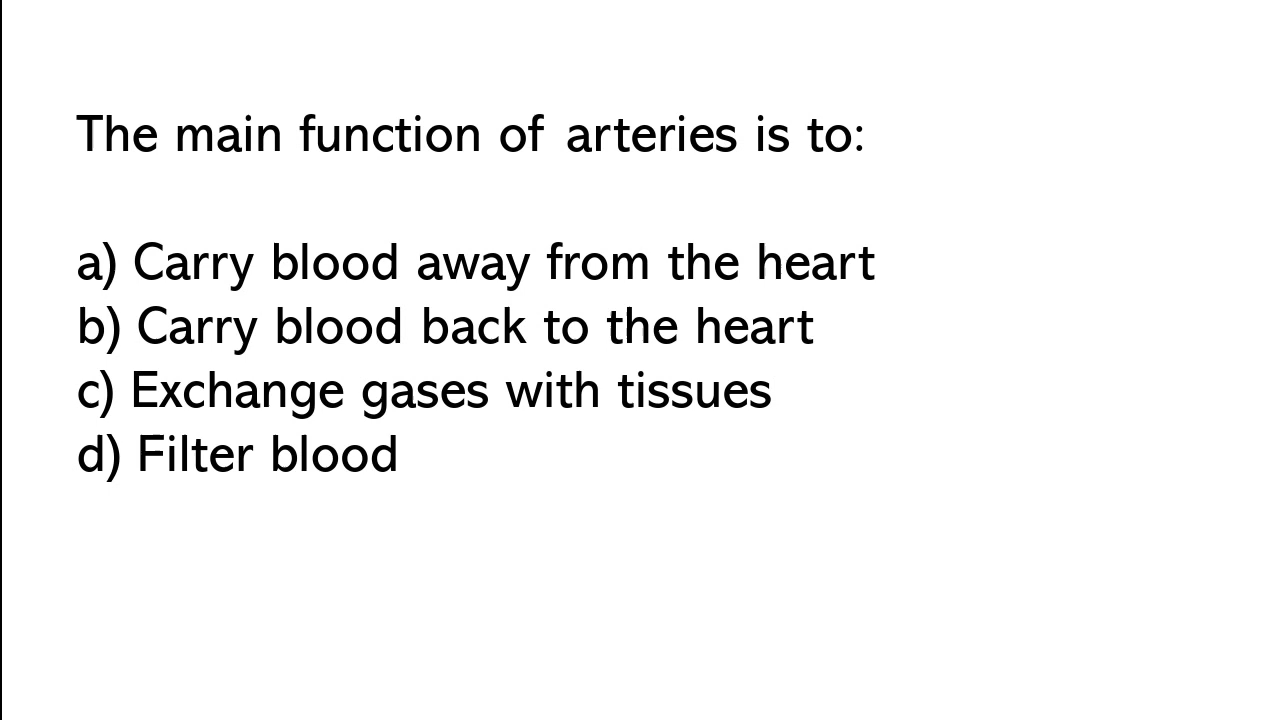 The main function of arteries is to:
a) Carry blood away from the heart
b) Carry blood back to the heart
c) Exchange gases with tissues
d) Filter blood